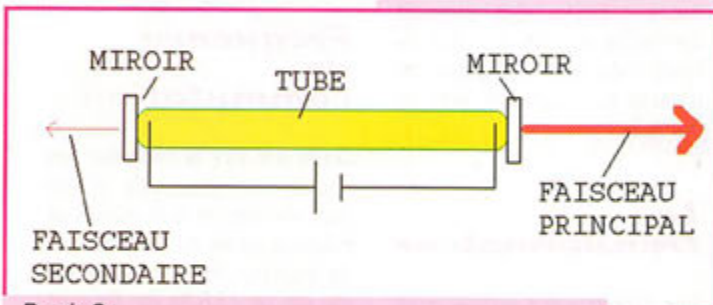 MIROIR
TUBE
MIROIR
FAISCEAU
SECONDAIRE
FAISCEAU
PRINCIPAL